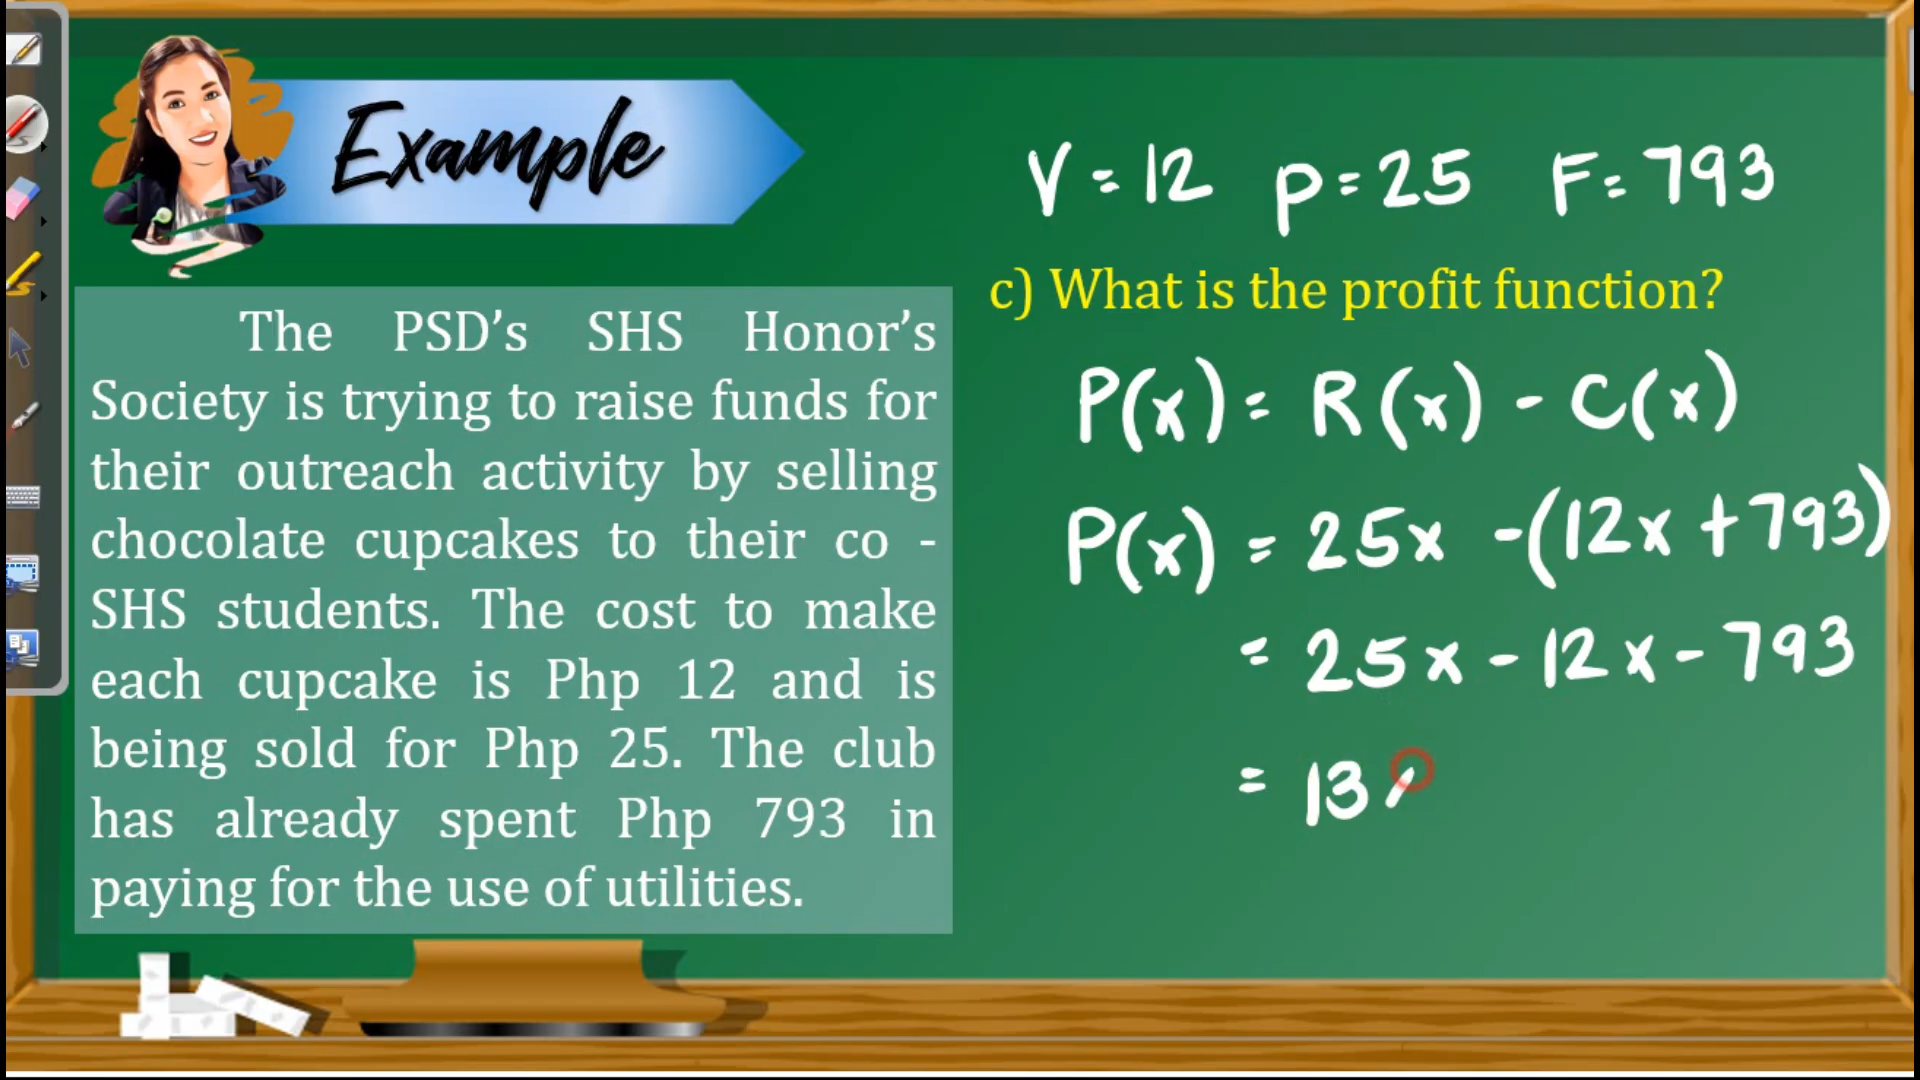 Example
The PSD's SHS Honor's
Society is trying to raise funds for
their outreach activity by selling
chocolate cupcakes to their co -
SHS students. The cost to make
each cupcake is Php 12 and is
being sold for Php 25. The club
has already spent Php 793 in
paying for the use of utilities.
V = 12 p = 25 F = 793
c) What is the profit function?
P(x) = R(x) - C(x)
P(x) = 25x -(12x + 793)
= 25x - 12x - 793
= 13